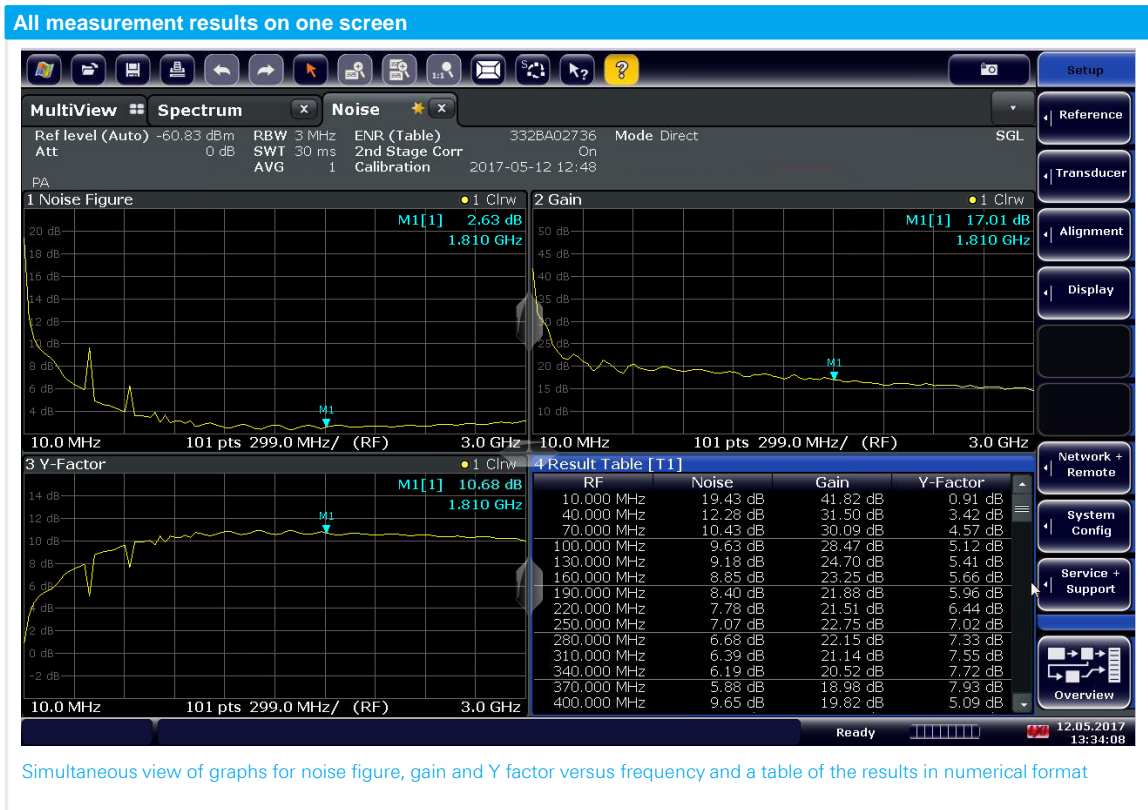 All measurement results on one screen
1:1
?
?
Setup
MultiView Spectrum x Noise x
Ref level (Auto) -60.83 dBm RBW 3 MHz ENR (Table) 332BA02736 Mode Direct SGL
Att 0 dB SWT 30 ms 2nd Stage Corr On
AVG 1 Calibration 2017-05-12 12:48
PA
1 Noise Figure 1 Clrw
M1[1] 2.63 dB
1.810 GHz
20 dB
18 dB
16 dB
14 dB
12 dB
10 dB
8 dB
6 dB
4 dB
M1
10.0 MHz 101 pts 299.0 MHz/ (RF) 3.0 GHz
2 Gain 1 Clrw
M1[1] 17.01 dB
1.810 GHz
50 dB
45 dB
40 dB
35 dB
30 dB
25 dB
20 dB
15 dB
10 dB
M1
10.0 MHz 101 pts 299.0 MHz/ (RF) 3.0 GHz
3 Y-Factor 1 Clrw
M1[1] 10.68 dB
1.810 GHz
14 dB
12 dB
10 dB
8 dB
6 dB
4 dB
2 dB
0 dB
-2 dB
M1
10.0 MHz 101 pts 299.0 MHz/ (RF) 3.0 GHz
4 Result Table [T1]
RF Noise Gain Y-Factor
10.000 MHz 19.43 dB 41.82 dB 0.91 dB
40.000 MHz 12.28 dB 31.50 dB 3.42 dB
70.000 MHz 10.43 dB 30.09 dB 4.57 dB
100.000 MHz 9.63 dB 28.47 dB 5.12 dB
130.000 MHz 9.18 dB 24.70 dB 5.41 dB
160.000 MHz 8.85 dB 23.25 dB 5.66 dB
190.000 MHz 8.40 dB 21.88 dB 5.96 dB
220.000 MHz 7.78 dB 21.51 dB 6.44 dB
250.000 MHz 7.07 dB 22.75 dB 7.02 dB
280.000 MHz 6.68 dB 22.15 dB 7.33 dB
310.000 MHz 6.39 dB 21.14 dB 7.55 dB
340.000 MHz 6.19 dB 20.52 dB 7.72 dB
370.000 MHz 5.88 dB 18.98 dB 7.93 dB
400.000 MHz 9.65 dB 19.82 dB 5.09 dB
Reference
Transducer
Alignment
Display
Network +
Remote
System
Config
Service +
Support
Overview
Ready
12.05.2017
13:34:08
Simultaneous view of graphs for noise figure, gain and Y factor versus frequency and a table of the results in numerical format